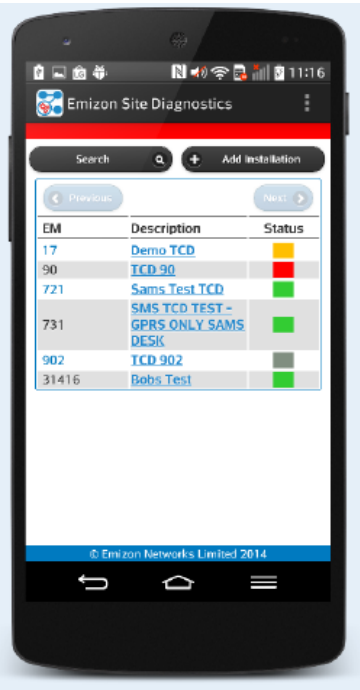 11:16
Emizon Site Diagnostics
Search
Add Installation
Previous
Next
EM Description Status
17 Demo TCD
90 TCD 90
721 Sams Test TCD
731 SMS TCD TEST -
GPRS ONLY SAMS
DESK
902 TCD 902
31416 Bobs Test
© Emizon Networks Limited 2014